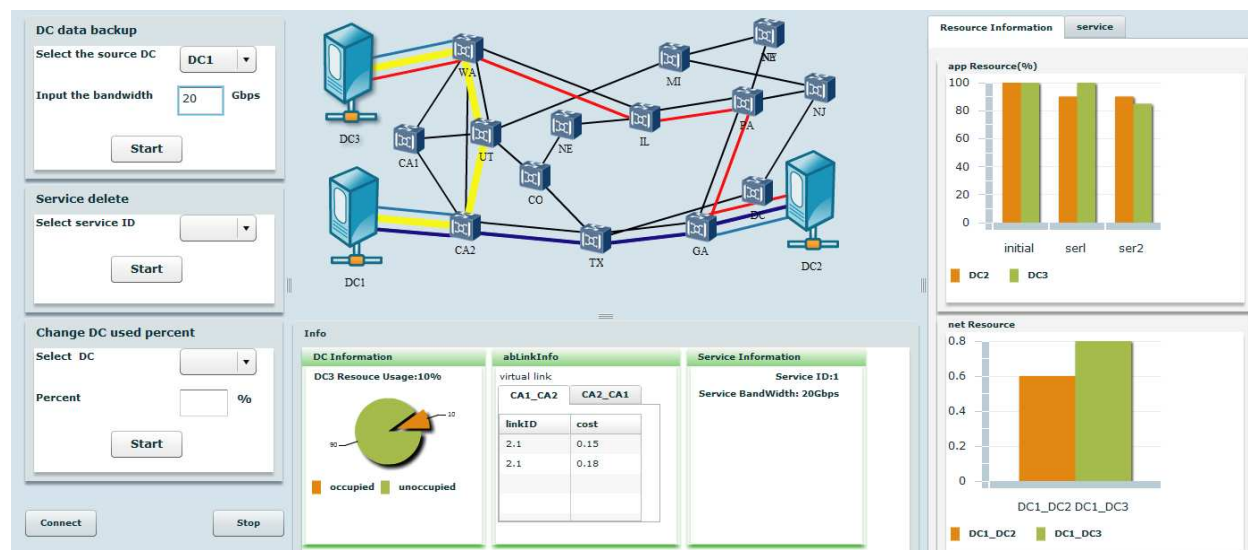 DC data backup
Select the source DC
DC1
Input the bandwidth
20
Gbps
Start
Service delete
Select service ID
Start
Change DC used percent
Select DC
Percent
%
Start
Connect
Stop
WA
MI
NJ
DC3
CA1
UT
NE
IL
PA
CO
DC
CA2
TX
GA
DC1
DC2
Info
DC Information
DC3 Resouce Usage:10%
10
90
occupied
unoccupied
abLinkInfo
virtual link
CA1_CA2
CA2_CA1
linkID
cost
2.1
0.15
2.1
0.18
Service Information
Service ID:1
Service BandWidth: 20Gbps
Resource Information
service
app Resource(%)
100
80
60
40
20
0
initial
serl
ser2
DC2
DC3
net Resource
0.8
0.6
0.4
0.2
0
DC1_DC2 DC1_DC3
DC1_DC2
DC1_DC3